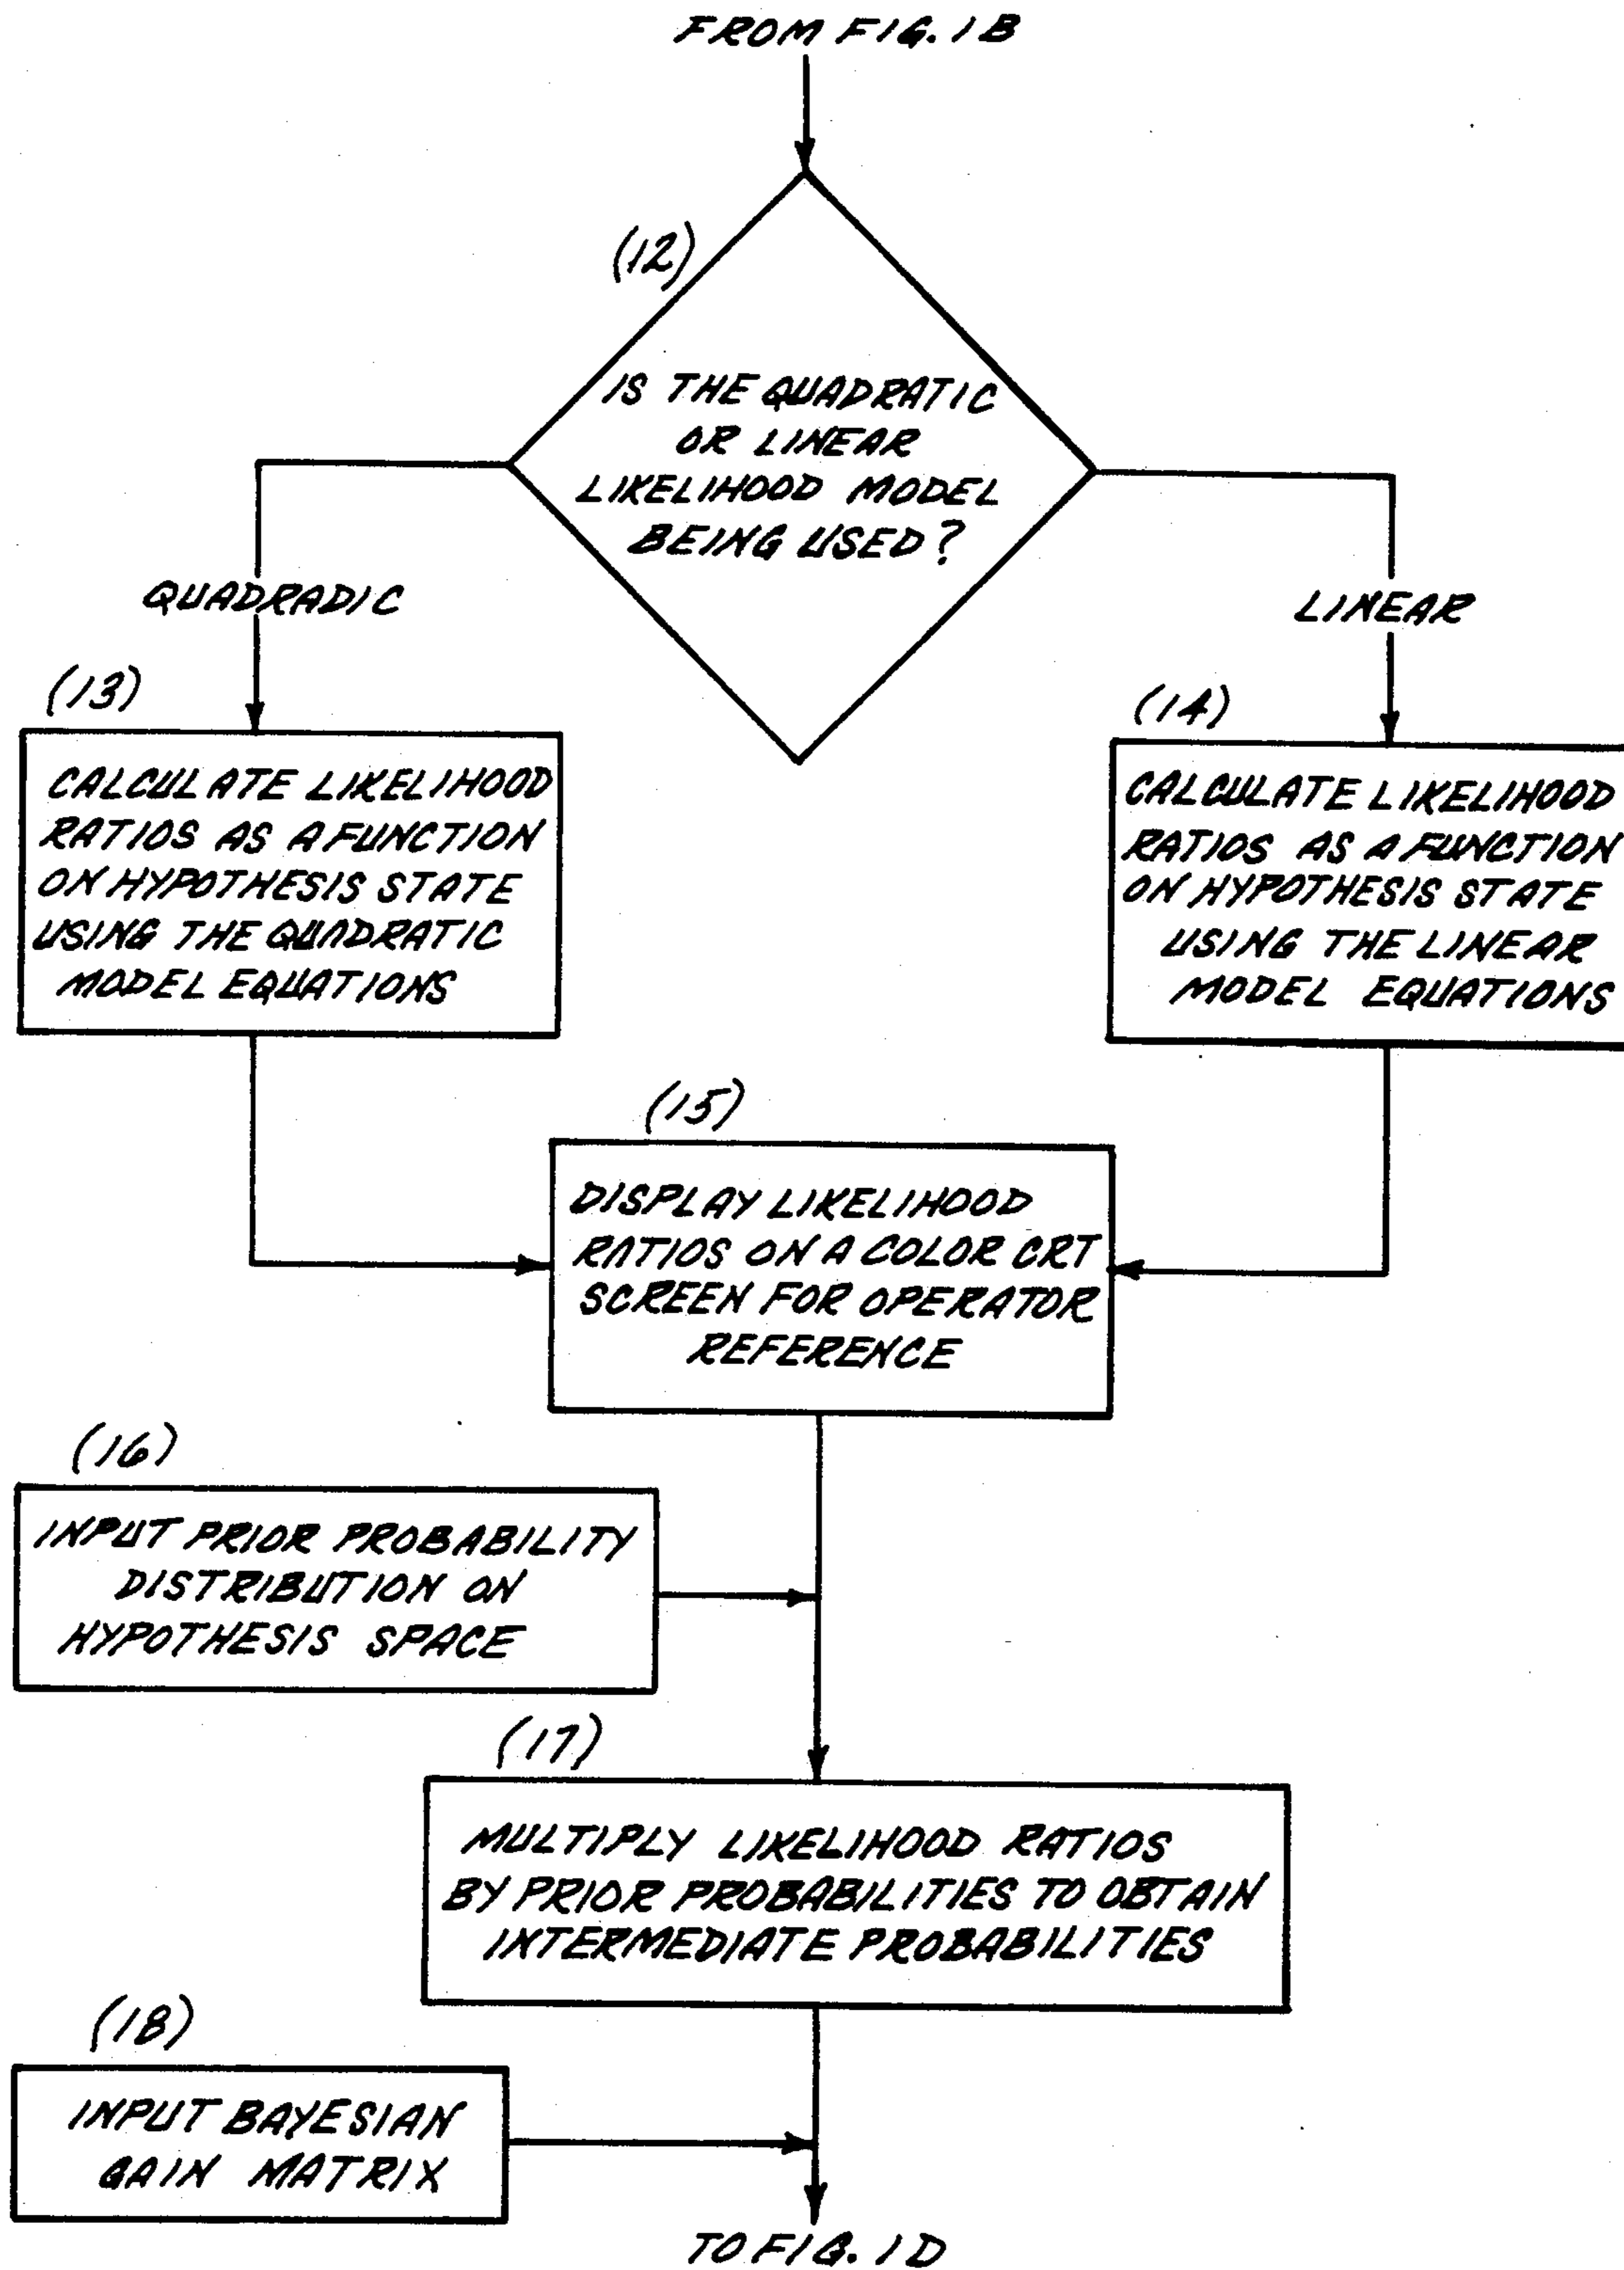 FROM FIG. 1B
(12)
IS THE QUADRATIC
OR LINEAR
LIKELIHOOD MODEL
BEING USED?
QUADRADIC
LINEAR
(13)
CALCULATE LIKELIHOOD
RATIOS AS A FUNCTION
ON HYPOTHESIS STATE
USING THE QUADRATIC
MODEL EQUATIONS
(14)
CALCULATE LIKELIHOOD
RATIOS AS A FUNCTION
ON HYPOTHESIS STATE
USING THE LINEAR
MODEL EQUATIONS
(15)
DISPLAY LIKELIHOOD
RATIOS ON A COLOR CRT
SCREEN FOR OPERATOR
REFERENCE
(16)
INPUT PRIOR PROBABILITY
DISTRIBUTION ON
HYPOTHESIS SPACE
(17)
MULTIPLY LIKELIHOOD RATIOS
BY PRIOR PROBABILITIES TO OBTAIN
INTERMEDIATE PROBABILITIES
(18)
INPUT BAYESIAN
GAIN MATRIX
TO FIG. 1D